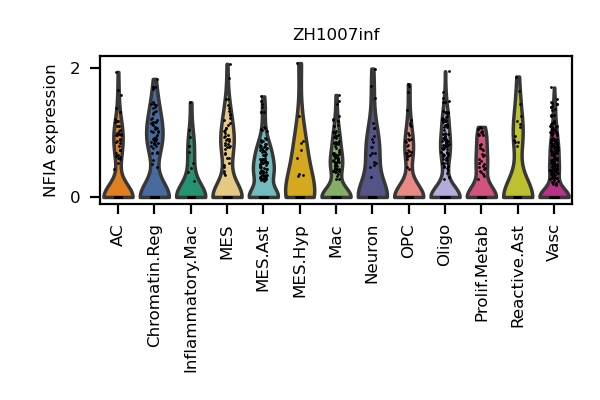 ZH1007inf
NFIA expression
2
0
AC
Chromatin.Reg
Inflammatory.Mac
MES
MES.Ast
MES.Hyp
Mac
Neuron
OPC
Oligo
Prolif.Metab
Reactive.Ast
Vasc